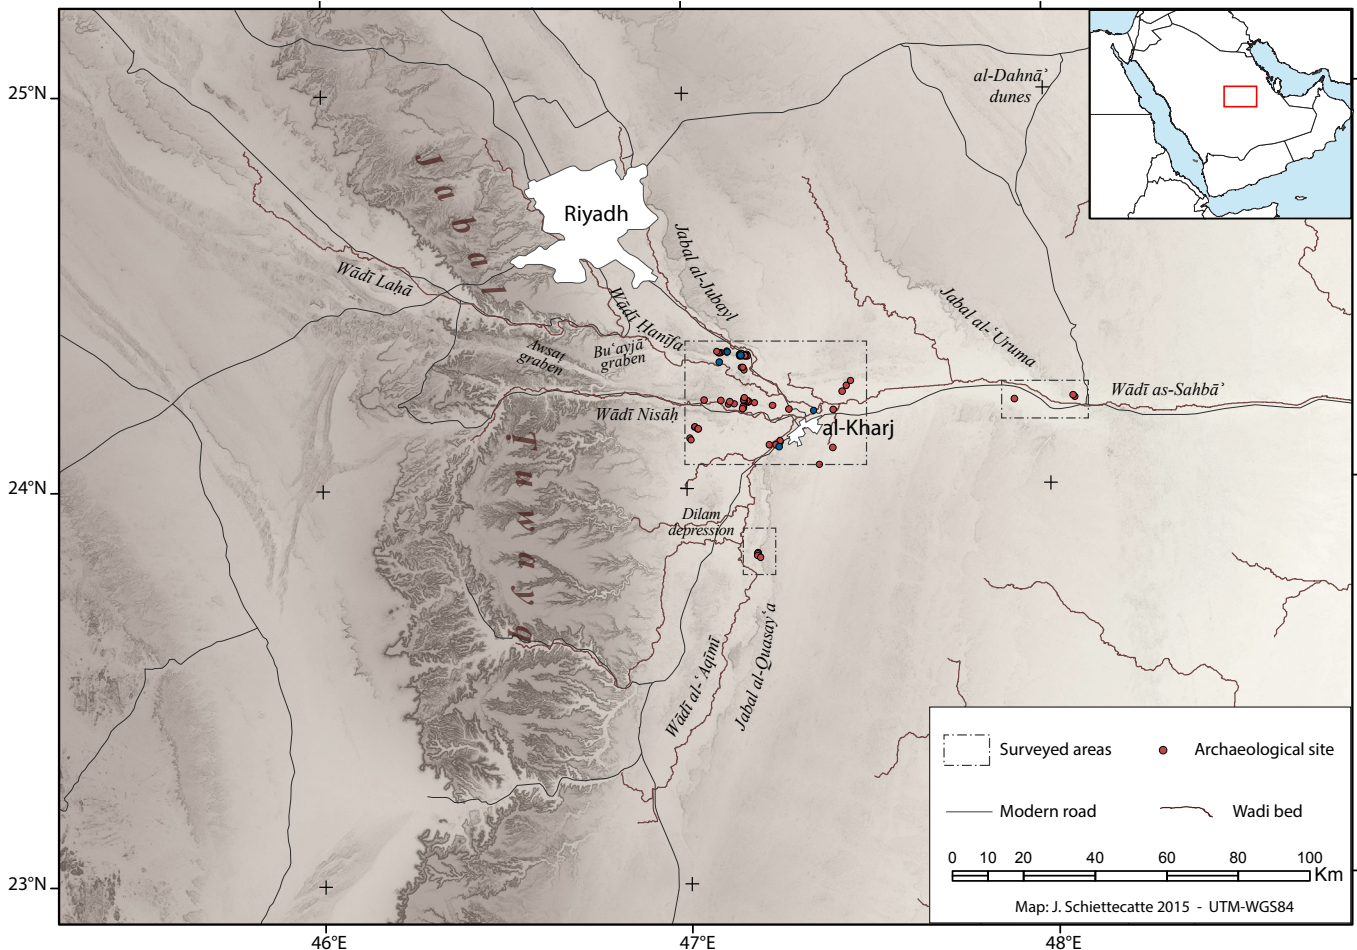 25°N
24°N
23°N
46°E
47°E
48°E
al-Dahnāʾ
dunes
Riyadh
Jabal
Ṭuwayq
Wādī Laḥā
Jabal al-Jubayl
Wādī Ḥanīfa
Buʿayjā
graben
Awsaṭ
graben
Jabal al-ʿUruma
Wādī as-Sahbāʾ
Wādī Nisāḥ
al-Kharj
Dilam
depression
Wādī al-ʿAqīmī
Jabal al-Quasayʿa
Surveyed areas
Archaeological site
Modern road
Wadi bed
0 10 20 40 60 80 100
Km
Map: J. Schiettecatte 2015 - UTM-WGS84